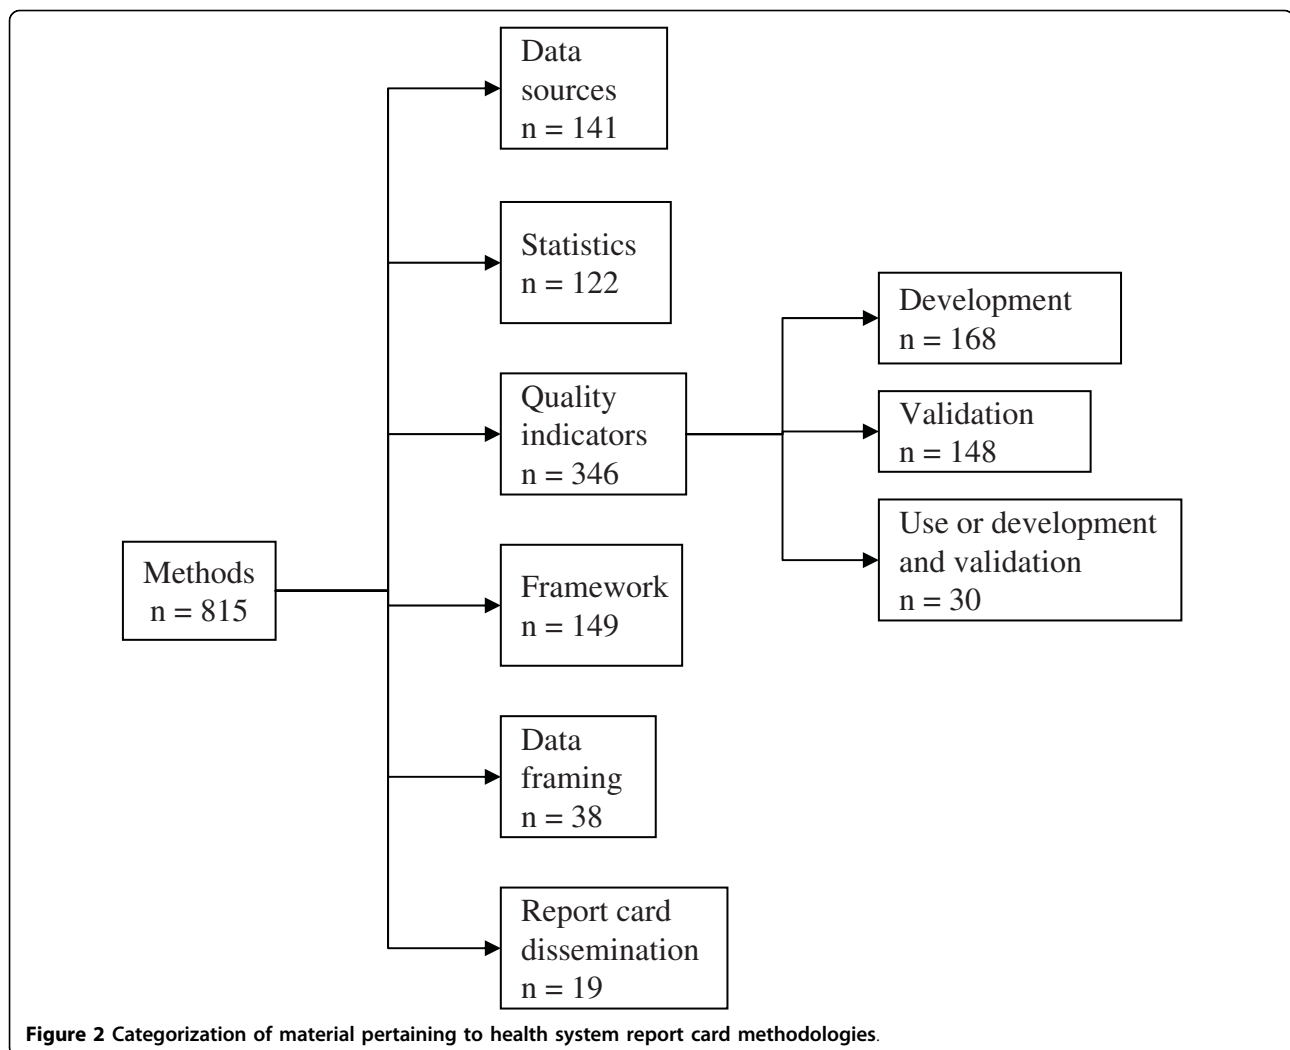 Data
sources
n = 141
Statistics
n = 122
Quality
indicators
n = 346
Framework
n = 149
Data
framing
n = 38
Report card
dissemination
n = 19
Methods
n = 815
Development
n = 168
Validation
n = 148
Use or development
and validation
n = 30
Figure 2 Categorization of material pertaining to health system report card methodologies.